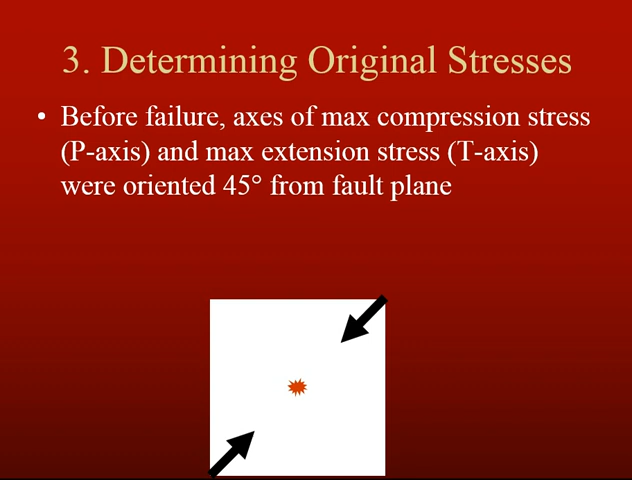 3. Determining Original Stresses
• Before failure, axes of max compression stress
(P-axis) and max extension stress (T-axis)
were oriented 45° from fault plane